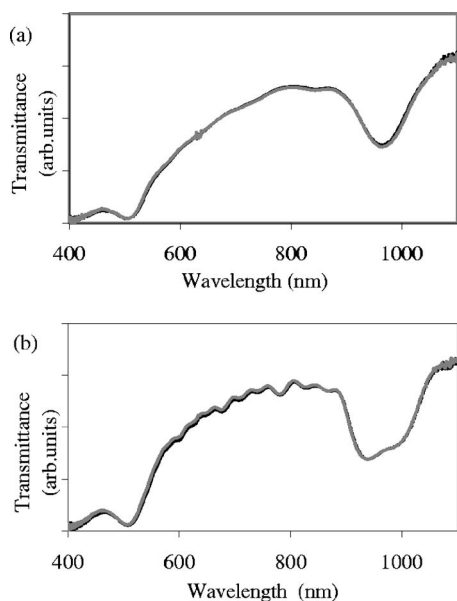 (a)
Transmittance
(arb.units)
400 600 800 1000
Wavelength (nm)
(b)
Transmittance
(arb.units)
400 600 800 1000
Wavelength (nm)